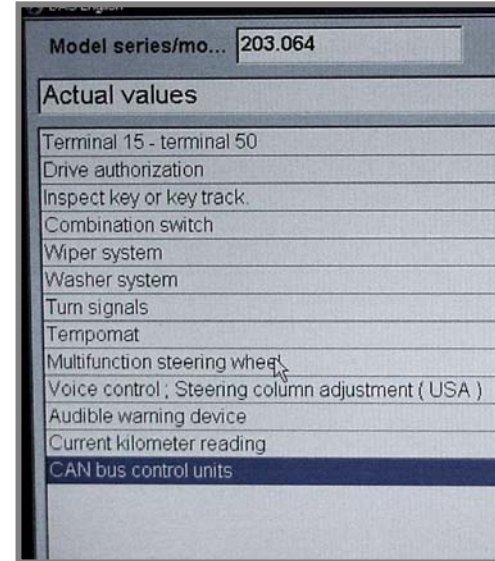 DAS English
Model series/mo... 203.064
Actual values
Terminal 15 - terminal 50
Drive authorization
Inspect key or key track.
Combination switch
Wiper system
Washer system
Turn signals
Tempomat
Multifunction steering wheel
Voice control ; Steering column adjustment ( USA )
Audible warning device
Current kilometer reading
CAN bus control units